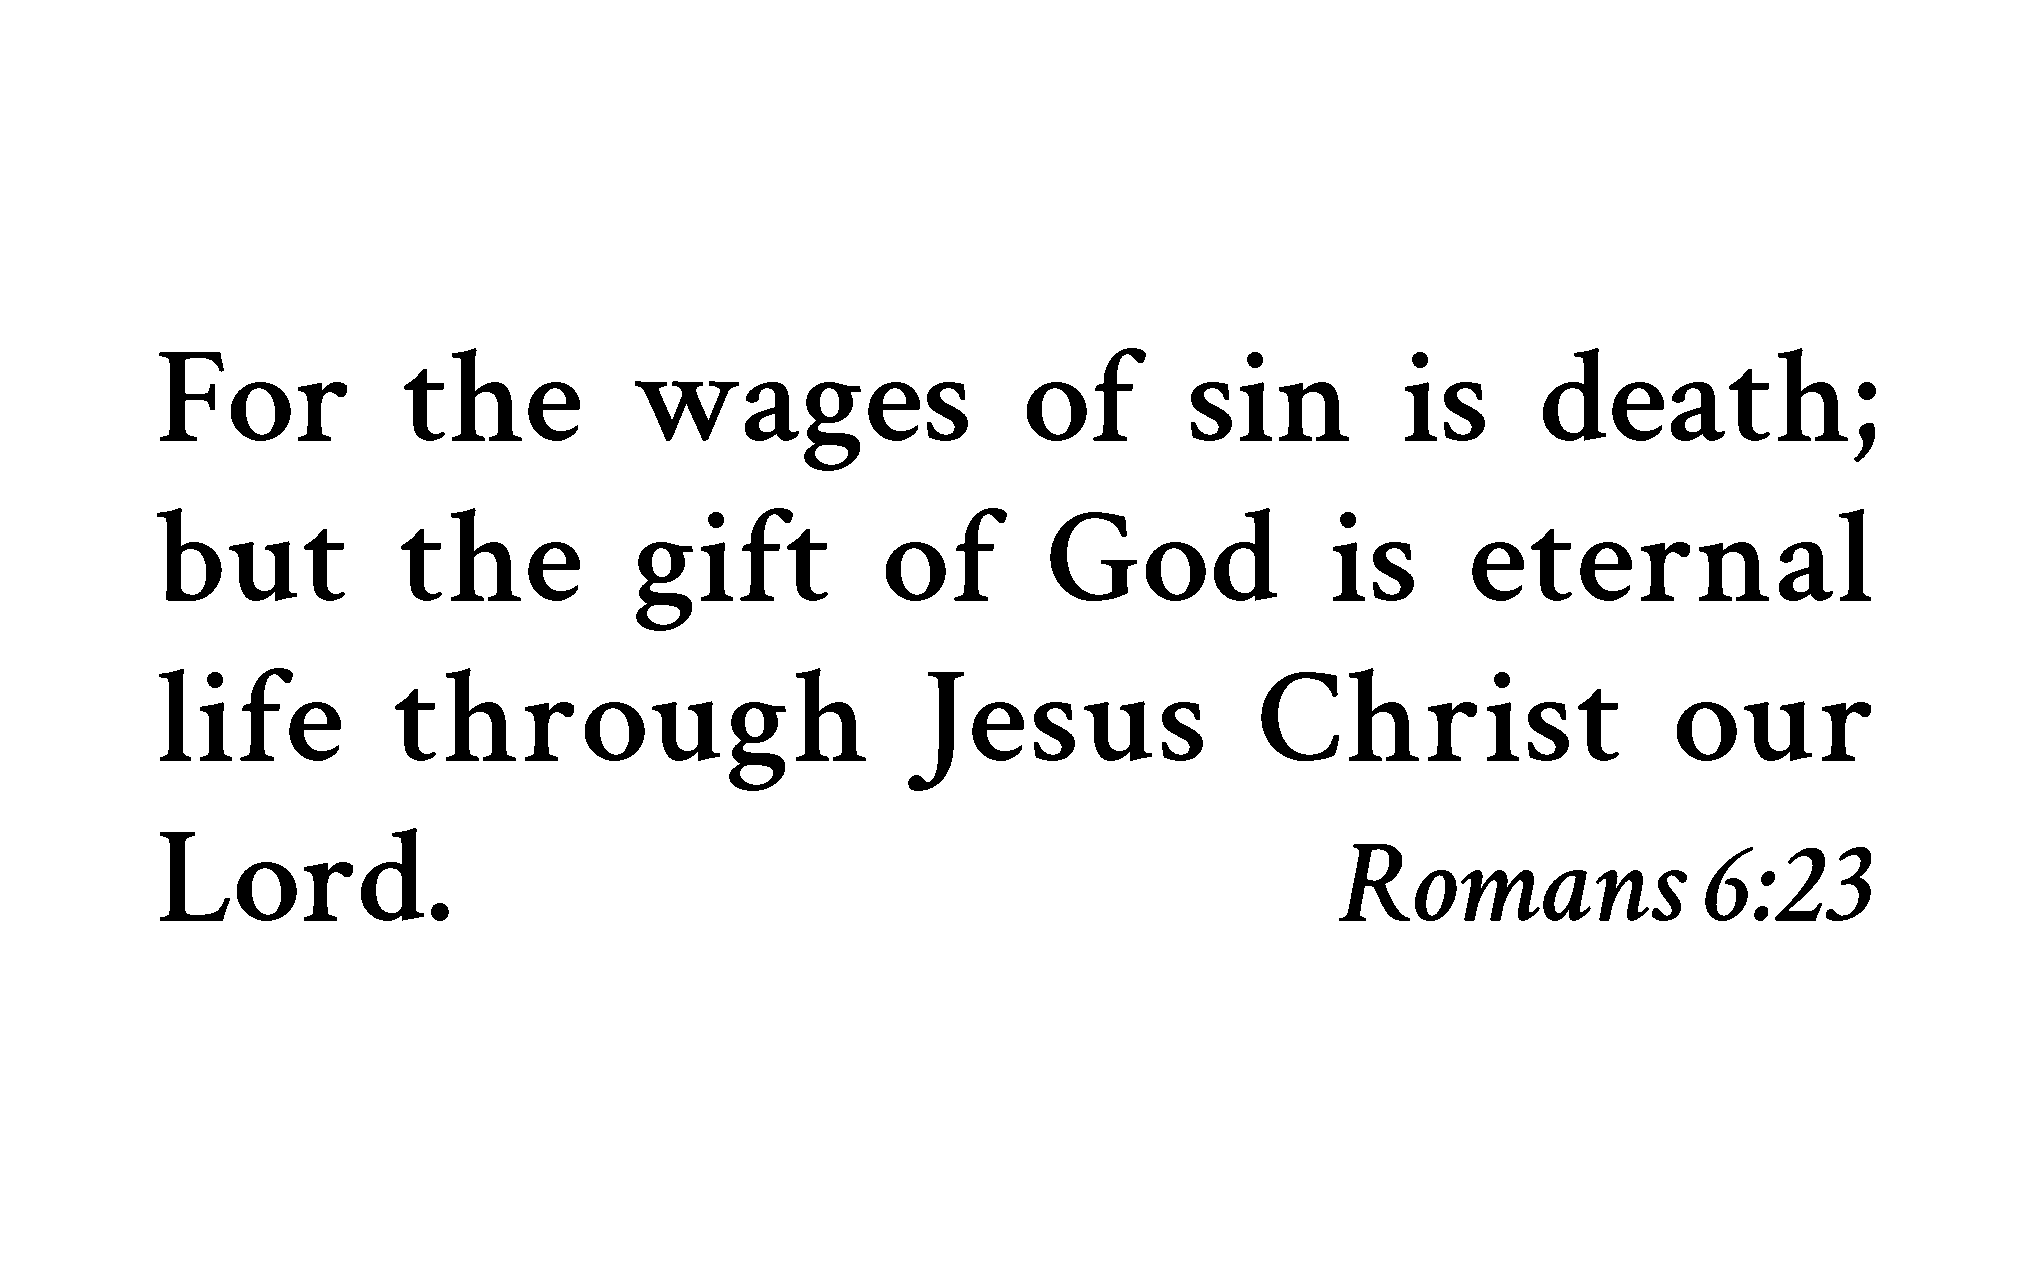 For the wages of sin is death;
but the gift of God is eternal
life through Jesus Christ our
Lord. Romans 6:23